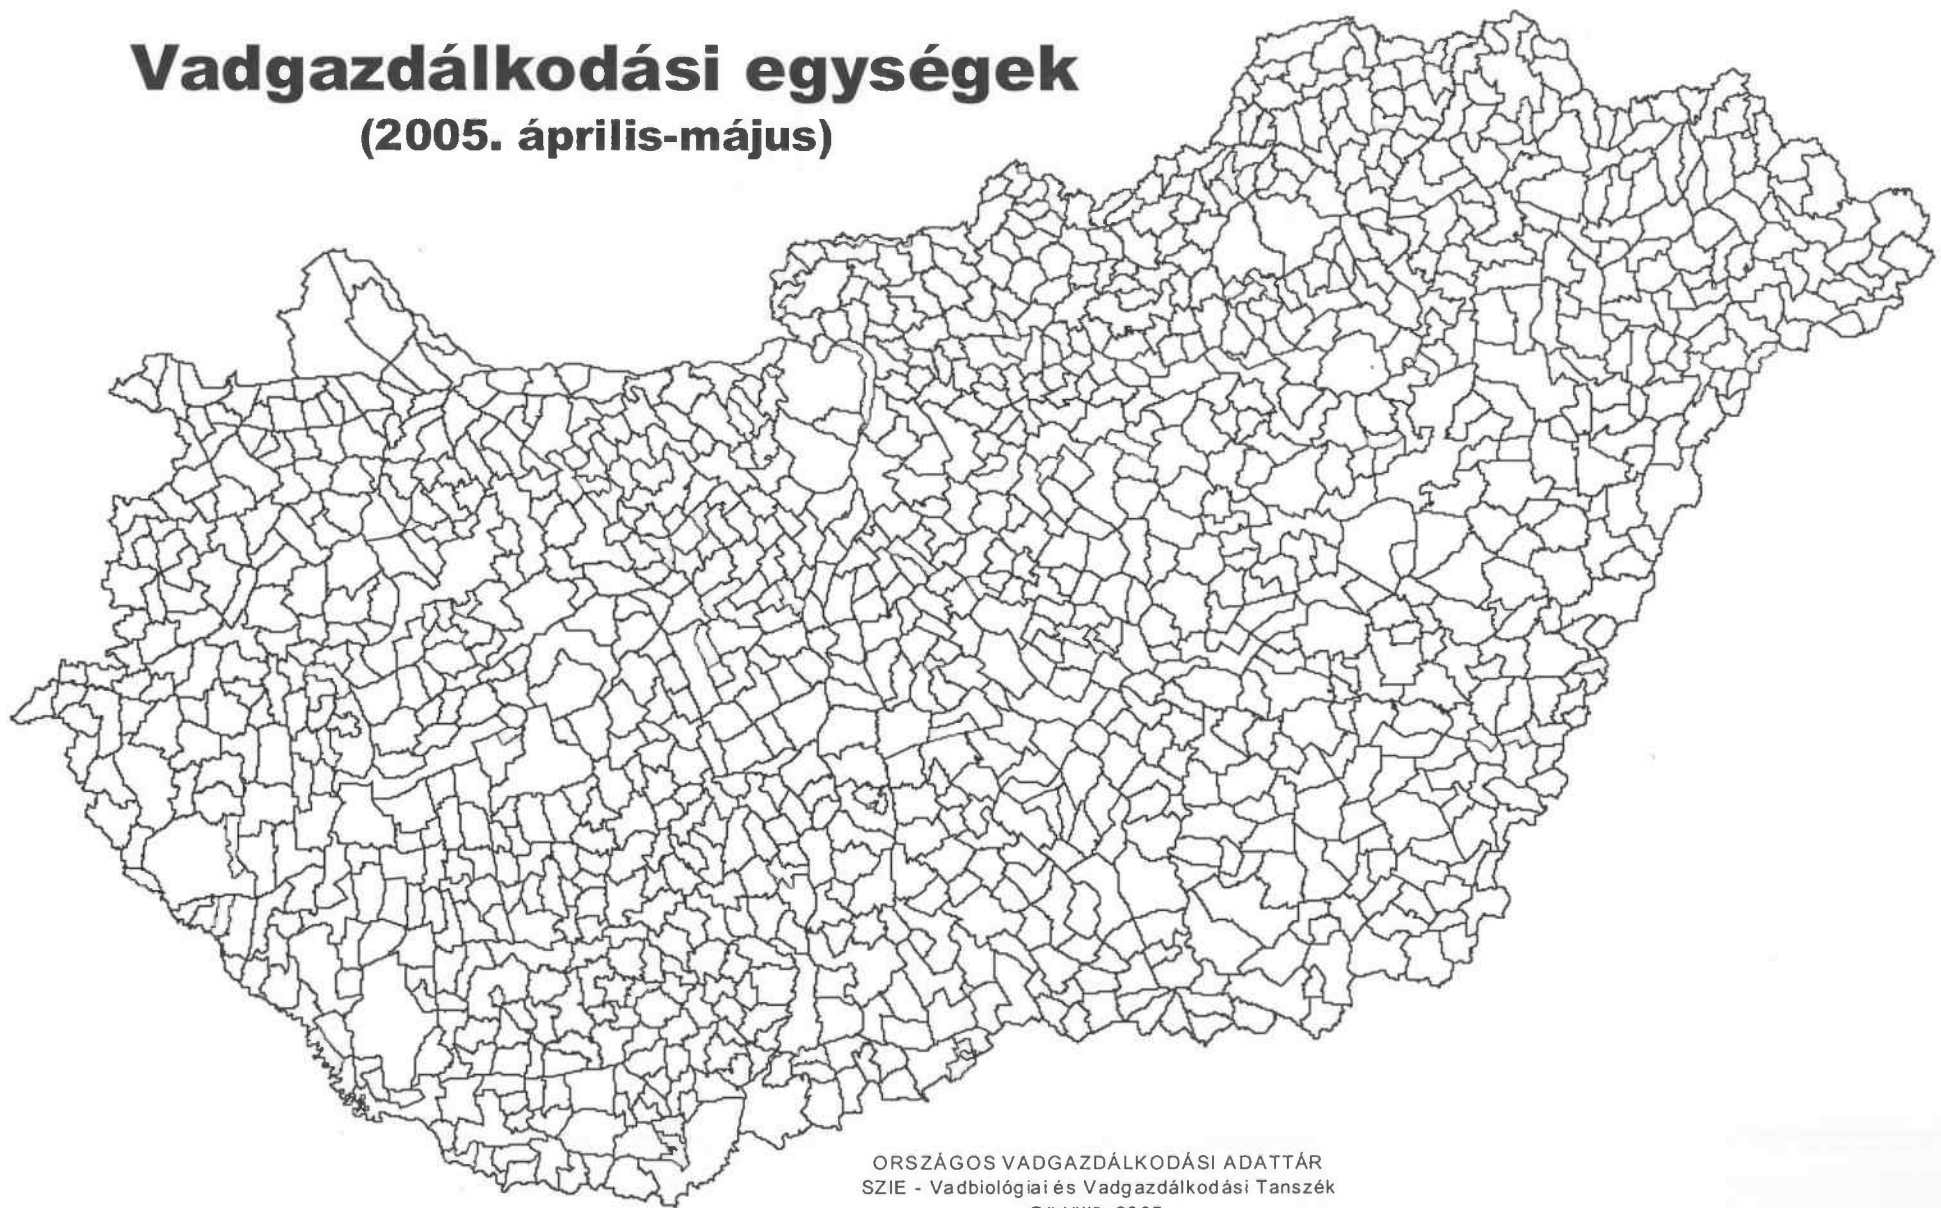 Vadgazdálkodási egységek
(2005. április-május)
ORSZÁGOS VADGAZDÁLKODÁSI ADATTÁR
SZIE - Vadbiológiai és Vadgazdálkodási Tanszék